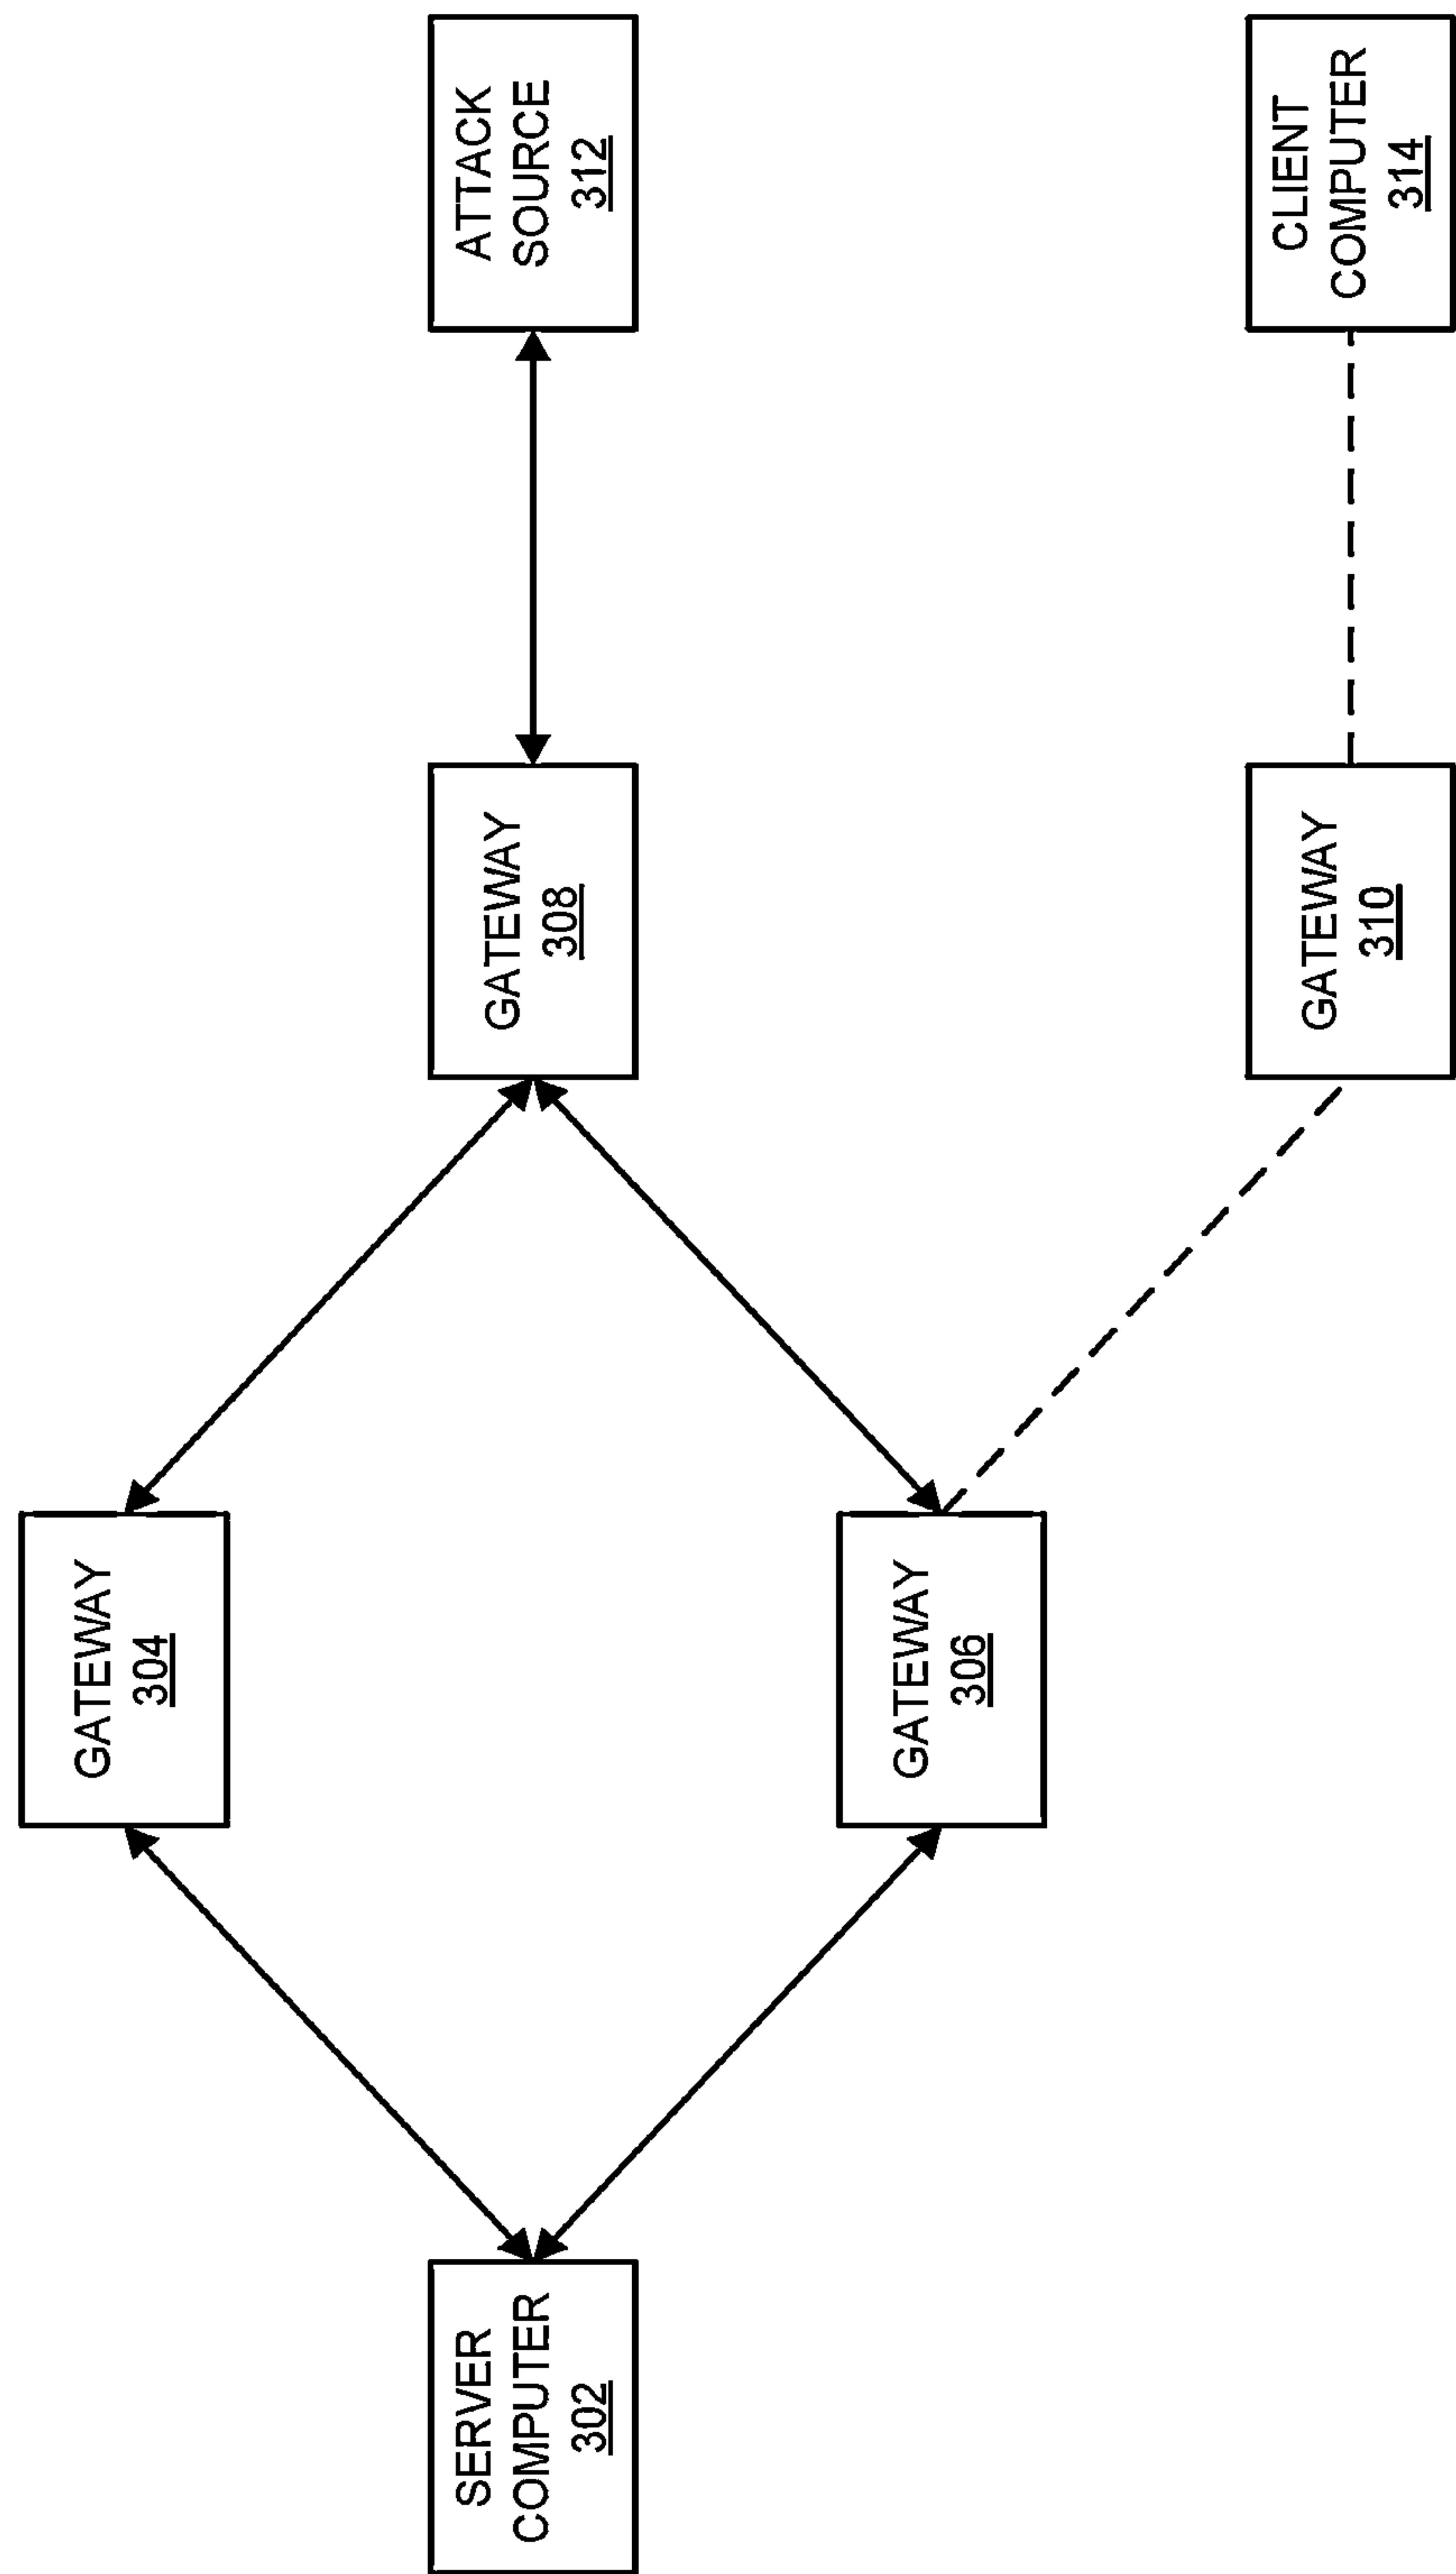 SERVER
COMPUTER
302
GATEWAY
304
GATEWAY
306
GATEWAY
308
GATEWAY
310
ATTACK
SOURCE
312
CLIENT
COMPUTER
314